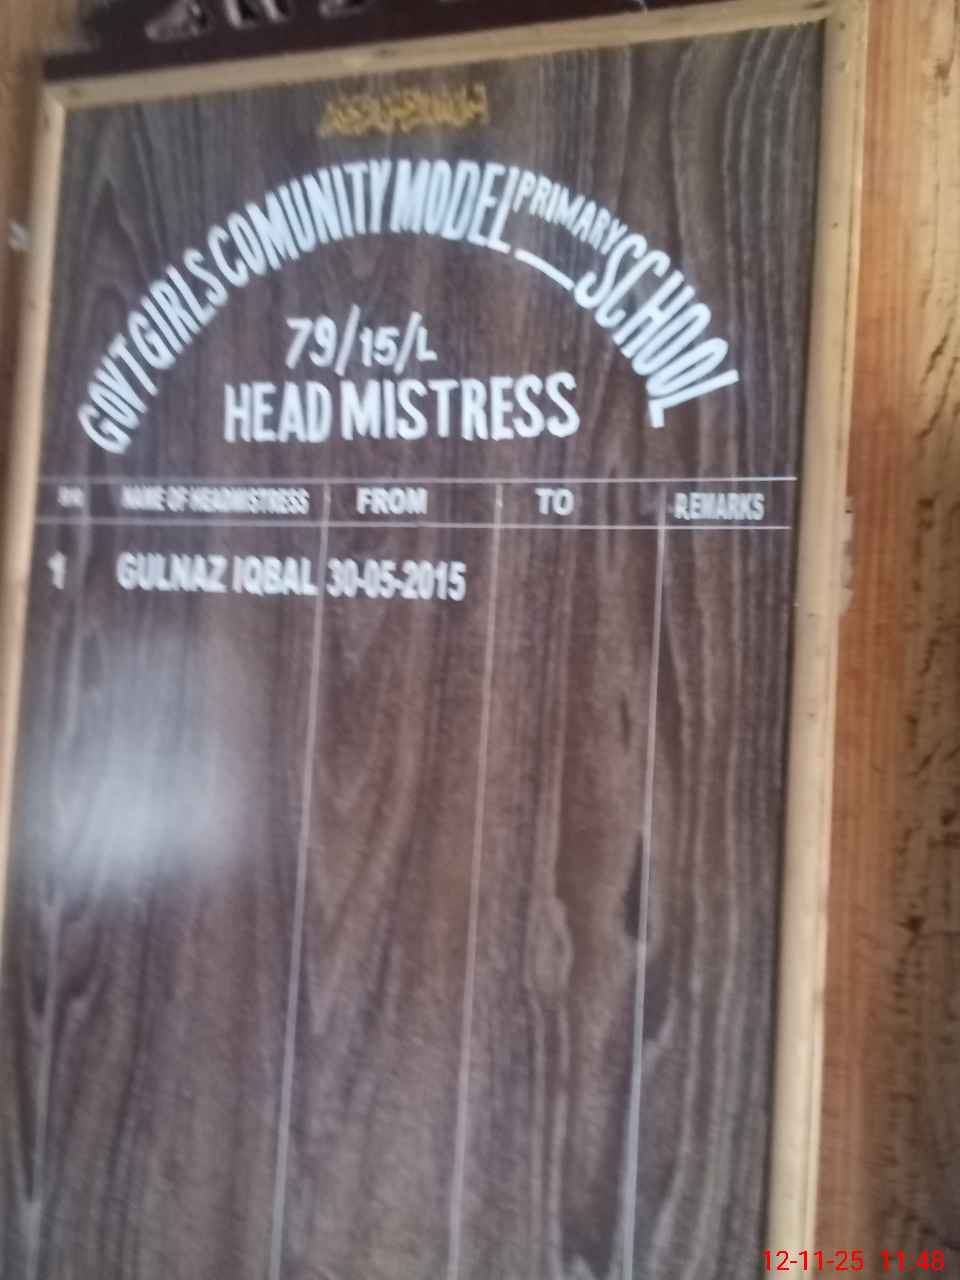 GOVT GIRLS COMUNITY MODEL PRIMARY SCHOOL
79/15/L
HEAD MISTRESS
NAME OF HEADMISTRESS FROM TO REMARKS
1 GULNAZ IQBAL 30-05-2015
12-11-25 11:48